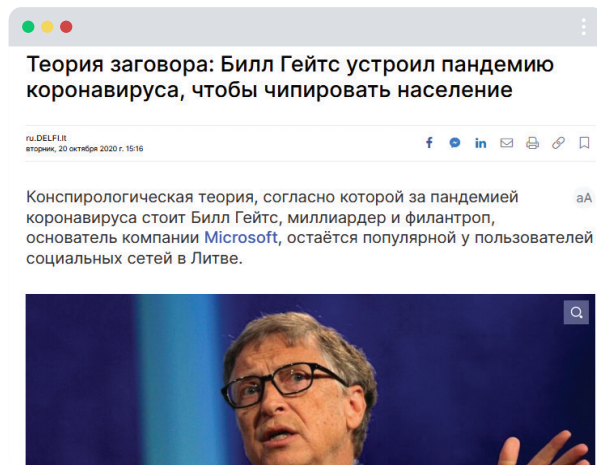 Теория заговора: Билл Гейтс устроил пандемию
коронавируса, чтобы чипировать население
ru.DELFI.lt
вторник, 20 октября 2020 г. 15:16
f in
Конспирологическая теория, согласно которой за пандемией
аА
коронавируса стоит Билл Гейтс, миллиардер и филантроп,
основатель компании Microsoft, остаётся популярной у пользователей
социальных сетей в Литве.